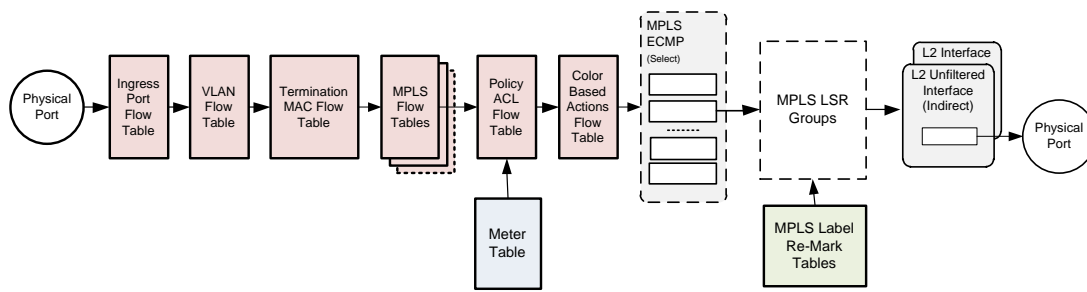 Physical
Port
Ingress
Port
Flow
Table
VLAN
Flow
Table
Termination
MAC Flow
Table
MPLS
Flow
Tables
Policy
ACL
Flow
Table
Meter
Table
Color
Based
Actions
Flow
Table
MPLS
ECMP
(Select)
MPLS LSR
Groups
MPLS Label
Re-Mark
Tables
L2 Interface
L2 Unfiltered
Interface
(Indirect)
Physical
Port